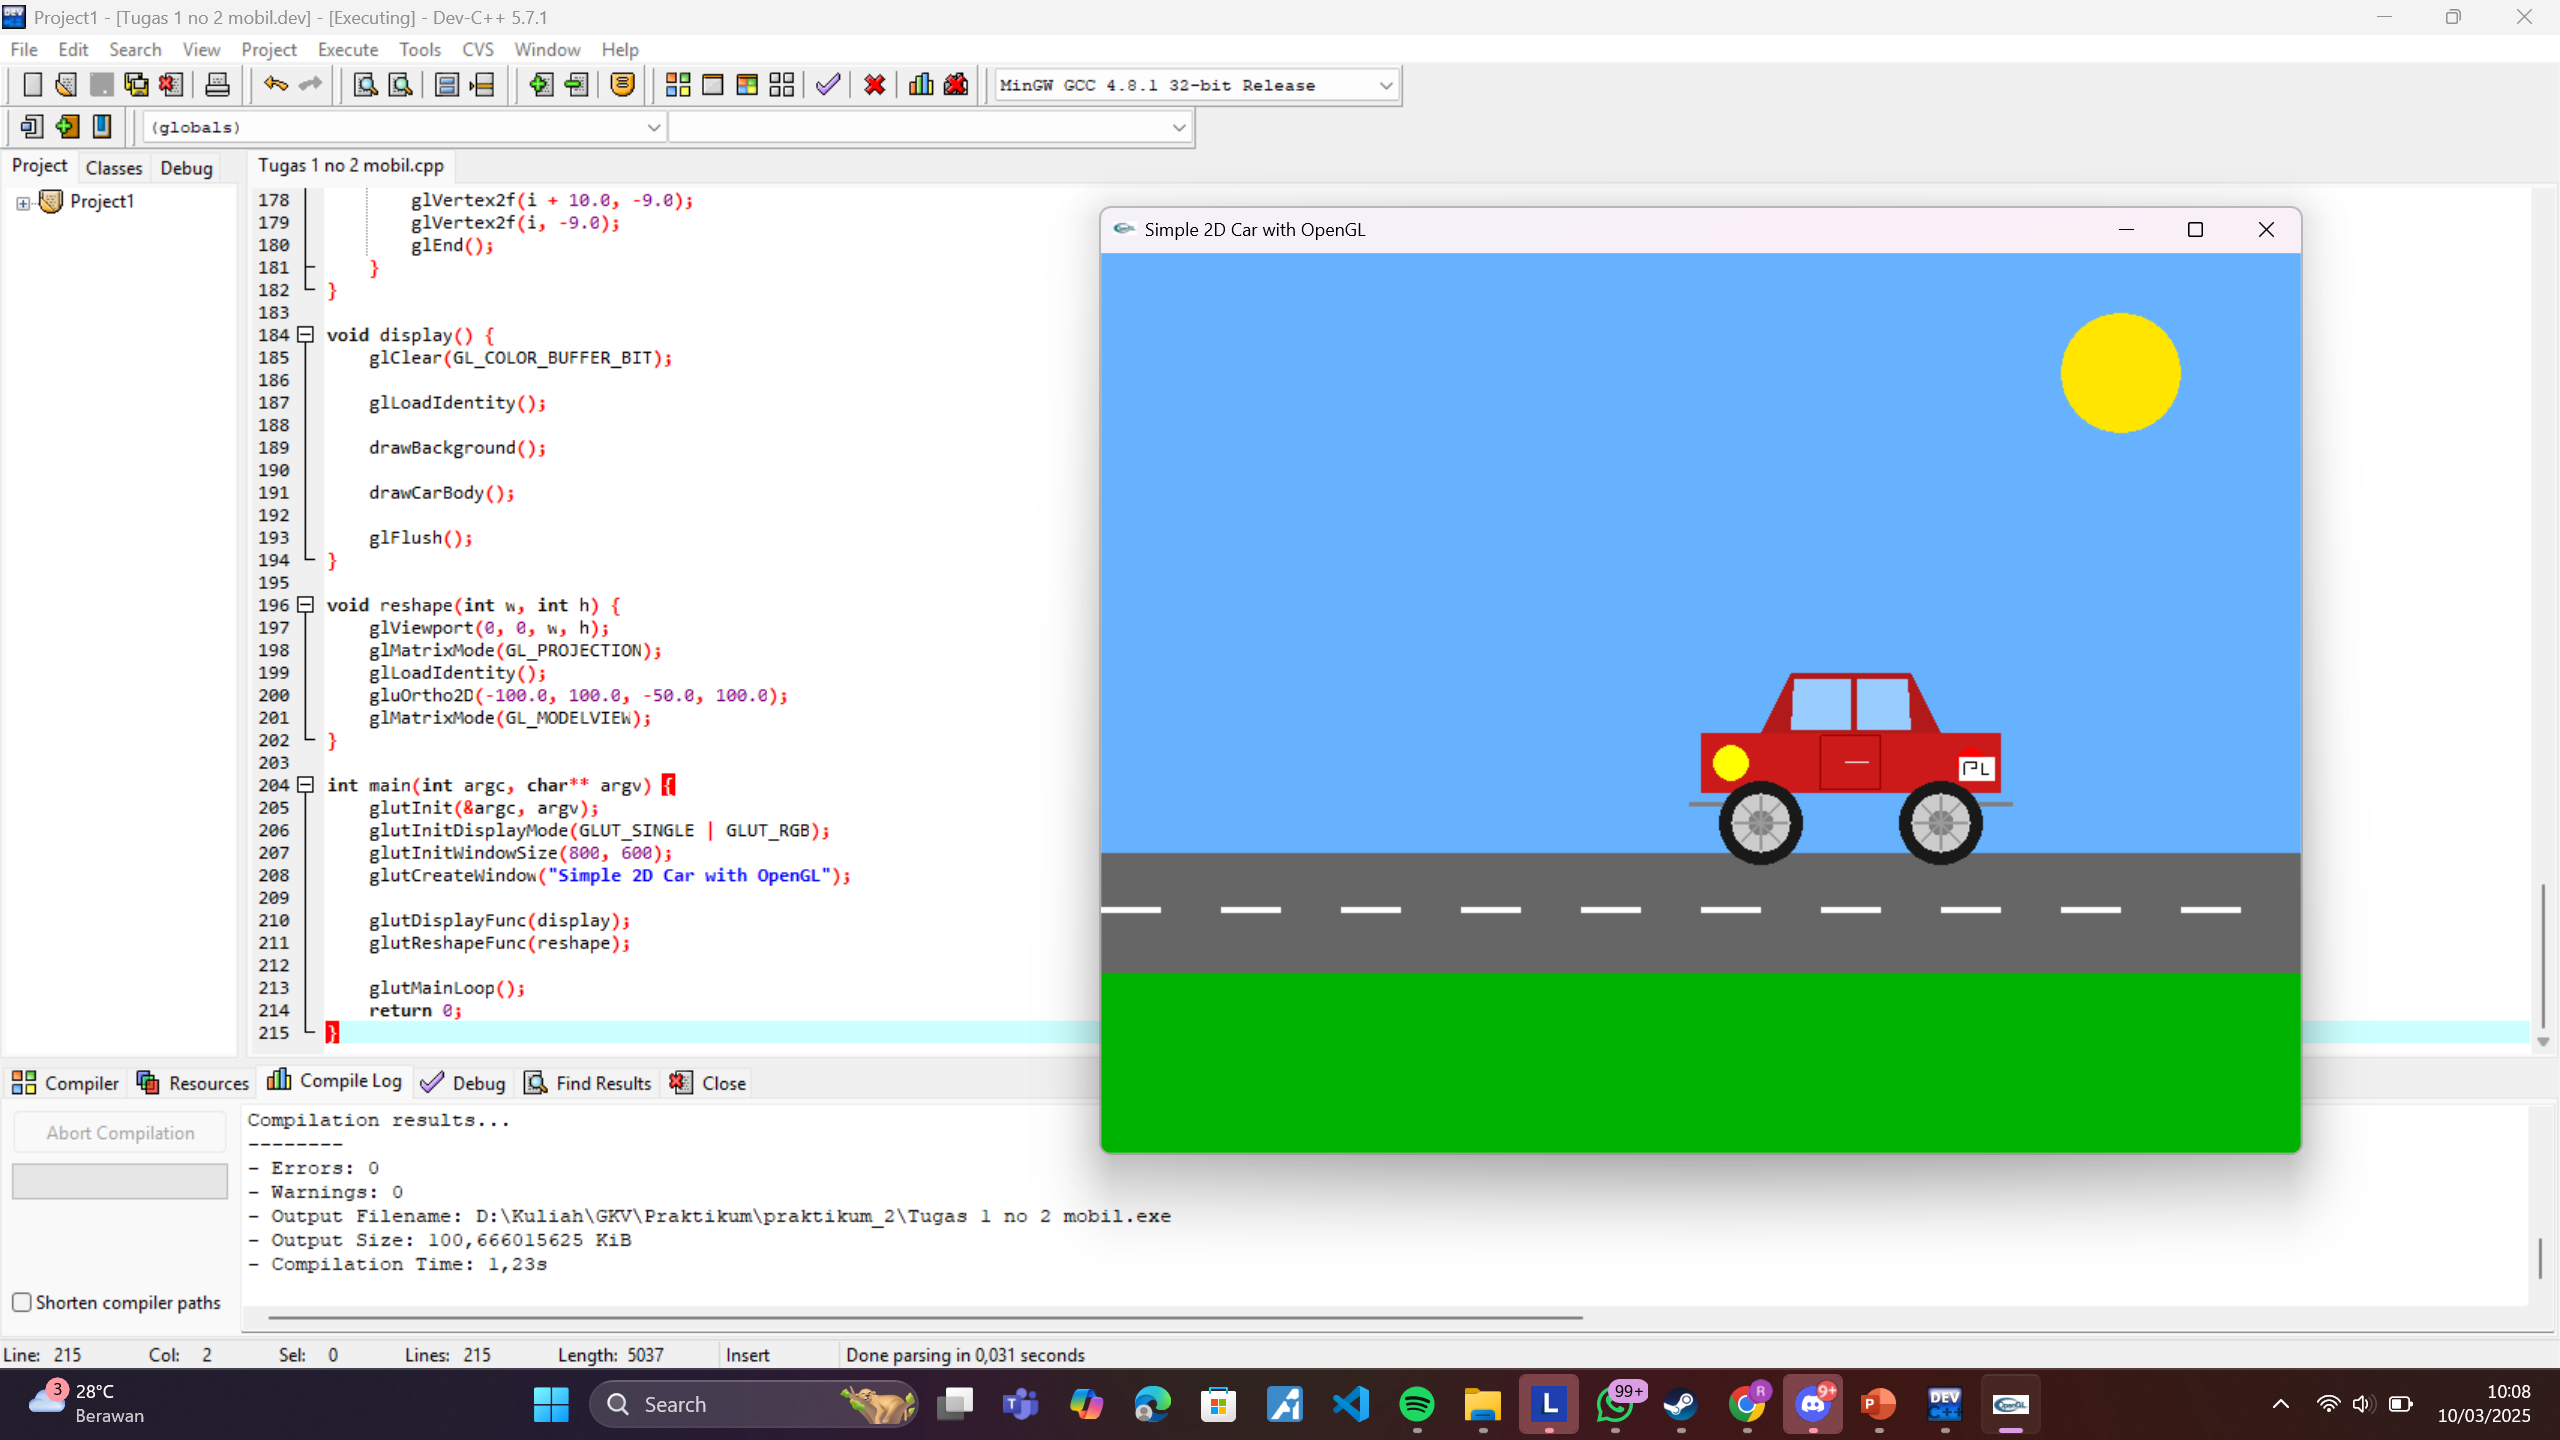 Project1 - [Tugas 1 no 2 mobil.dev] - [Executing] - Dev-C++ 5.7.1
File Edit Search View Project Execute Tools CVS Window Help
MinGW GCC 4.8.1 32-bit Release
(globals)
Project Classes Debug
Tugas 1 no 2 mobil.cpp
Project1
178 glVertex2f(i + 10.0, -9.0);
179 glVertex2f(i, -9.0);
180 glEnd();
181 }
182 }
183
184 void display() {
185 glClear(GL_COLOR_BUFFER_BIT);
186
187 glLoadIdentity();
188
189 drawBackground();
190
191 drawCarBody();
192
193 glFlush();
194 }
195
196 void reshape(int w, int h) {
197 glViewport(0, 0, w, h);
198 glMatrixMode(GL_PROJECTION);
199 glLoadIdentity();
200 gluOrtho2D(-100.0, 100.0, -50.0, 100.0);
201 glMatrixMode(GL_MODELVIEW);
202 }
203
204 int main(int argc, char** argv) {
205 glutInit(&argc, argv);
206 glutInitDisplayMode(GLUT_SINGLE | GLUT_RGB);
207 glutInitWindowSize(800, 600);
208 glutCreateWindow("Simple 2D Car with OpenGL");
209
210 glutDisplayFunc(display);
211 glutReshapeFunc(reshape);
212
213 glutMainLoop();
214 return 0;
215 }
Simple 2D Car with OpenGL
PL
Compiler Resources Compile Log Debug Find Results Close
Abort Compilation
Shorten compiler paths
Compilation results...
--------
- Errors: 0
- Warnings: 0
- Output Filename: D:\Kuliah\GKV\Praktikum\praktikum_2\Tugas 1 no 2 mobil.exe
- Output Size: 100,666015625 KiB
- Compilation Time: 1,23s
Line: 215 Col: 2 Sel: 0 Lines: 215 Length: 5037 Insert Done parsing in 0,031 seconds
3
28°C
Berawan
Search
L
99+
R
9+
P
DEV
C++
OpenGL
10:08
10/03/2025